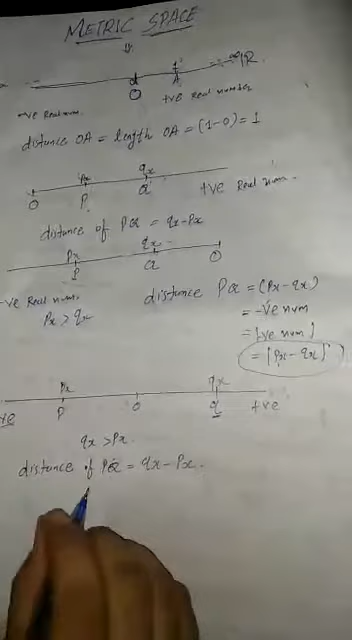 METRIC SPACE
R
O A
-ve Real num. +ve Real number
distance OA = length OA = (1-0) = 1
px qx
O P Q +ve Real num.
distance of PQ = qx - px
px qx
P Q O
-ve Real num. distance PQ = (px - qx)
px > qx = -ve num
= |ve num|
= |px - qx|
px qx
ve P O q +ve
qx > px.
distance of PQ = qx - px.